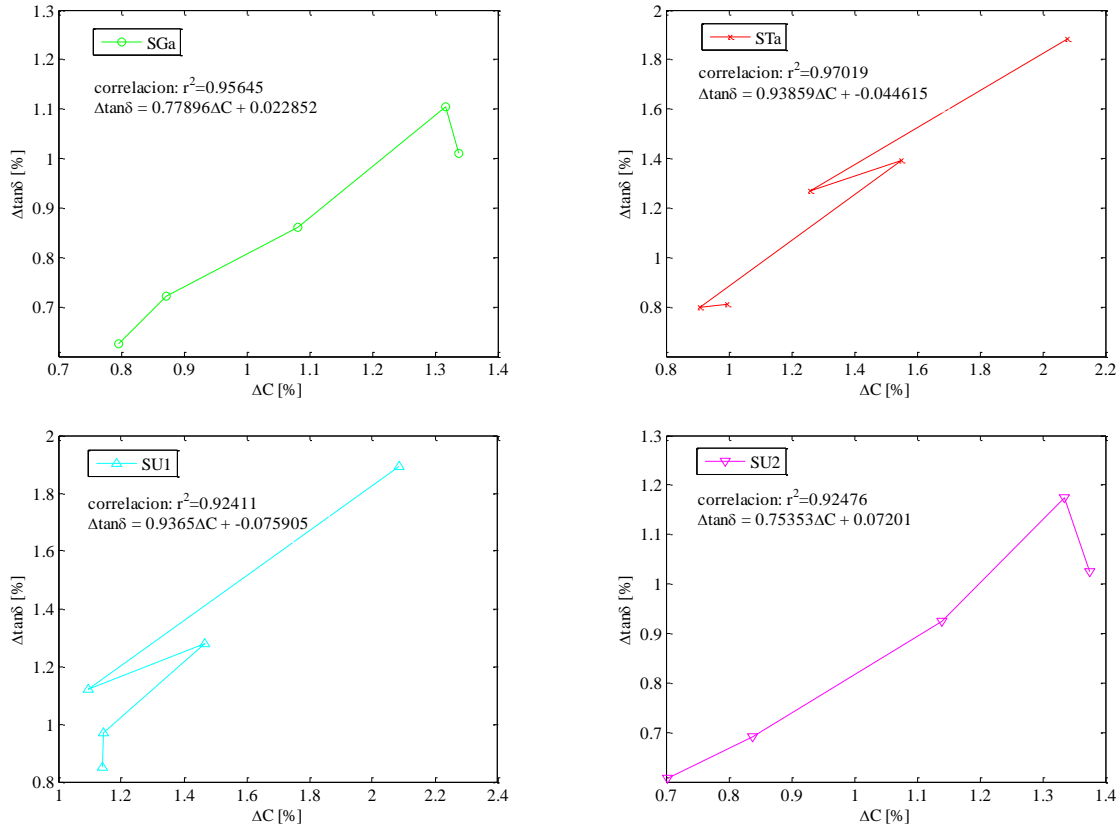 SGa
correlacion: r²=0.95645
Δtanδ = 0.77896ΔC + 0.022852
Δtanδ [%]
1.3
1.2
1.1
1
0.9
0.8
0.7
0.7 0.8 0.9 1 1.1 1.2 1.3 1.4
ΔC [%]
STa
correlacion: r²=0.97019
Δtanδ = 0.93859ΔC + -0.044615
Δtanδ [%]
2
1.8
1.6
1.4
1.2
1
0.8
0.8 1 1.2 1.4 1.6 1.8 2 2.2
ΔC [%]
SU1
correlacion: r²=0.92411
Δtanδ = 0.9365ΔC + -0.075905
Δtanδ [%]
2
1.8
1.6
1.4
1.2
1
0.8
1 1.2 1.4 1.6 1.8 2 2.2 2.4
ΔC [%]
SU2
correlacion: r²=0.92476
Δtanδ = 0.75353ΔC + 0.07201
Δtanδ [%]
1.3
1.2
1.1
1
0.9
0.8
0.7
0.7 0.8 0.9 1 1.1 1.2 1.3 1.4
ΔC [%]